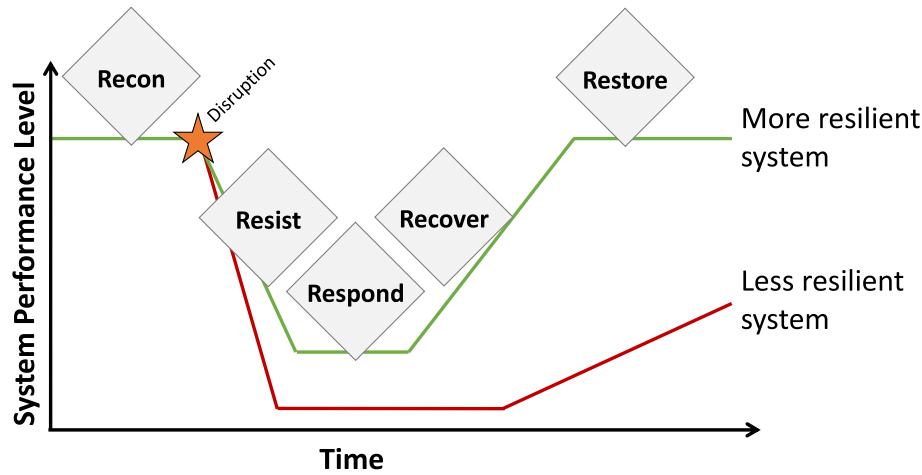 Recon
Disruption
Restore
More resilient
system
Resist
Recover
Respond
Less resilient
system
System Performance Level
Time